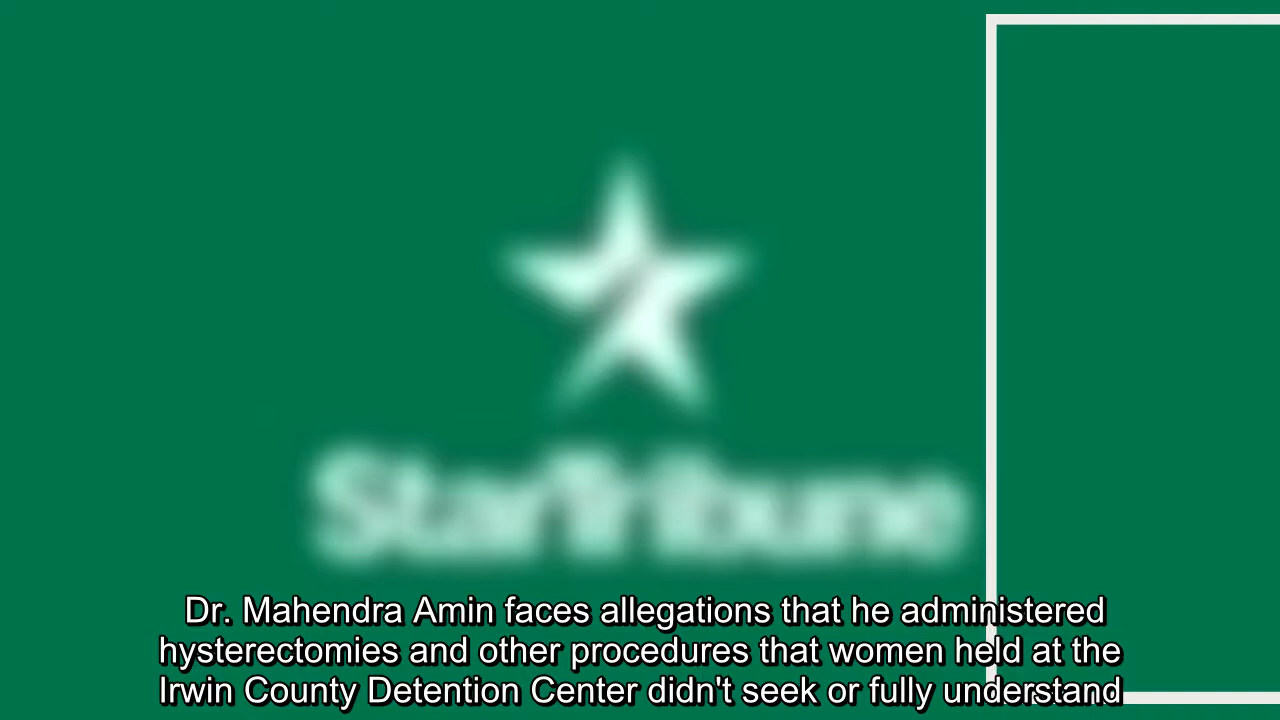 StarTribune
Dr. Mahendra Amin faces allegations that he administered
hysterectomies and other procedures that women held at the
Irwin County Detention Center didn't seek or fully understand